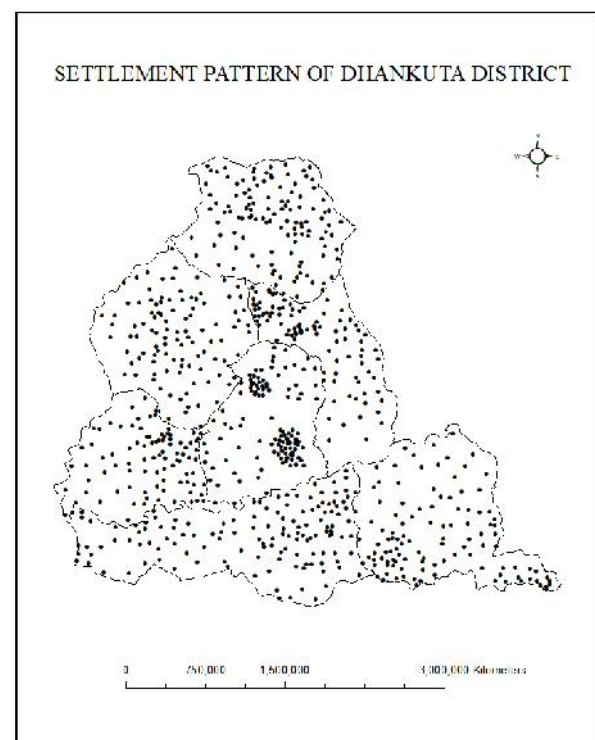 SETTLEMENT PATTERN OF DHANKUTA DISTRICT
N
W E
S
0 750,000 1,500,000 3,000,000 Kilometers